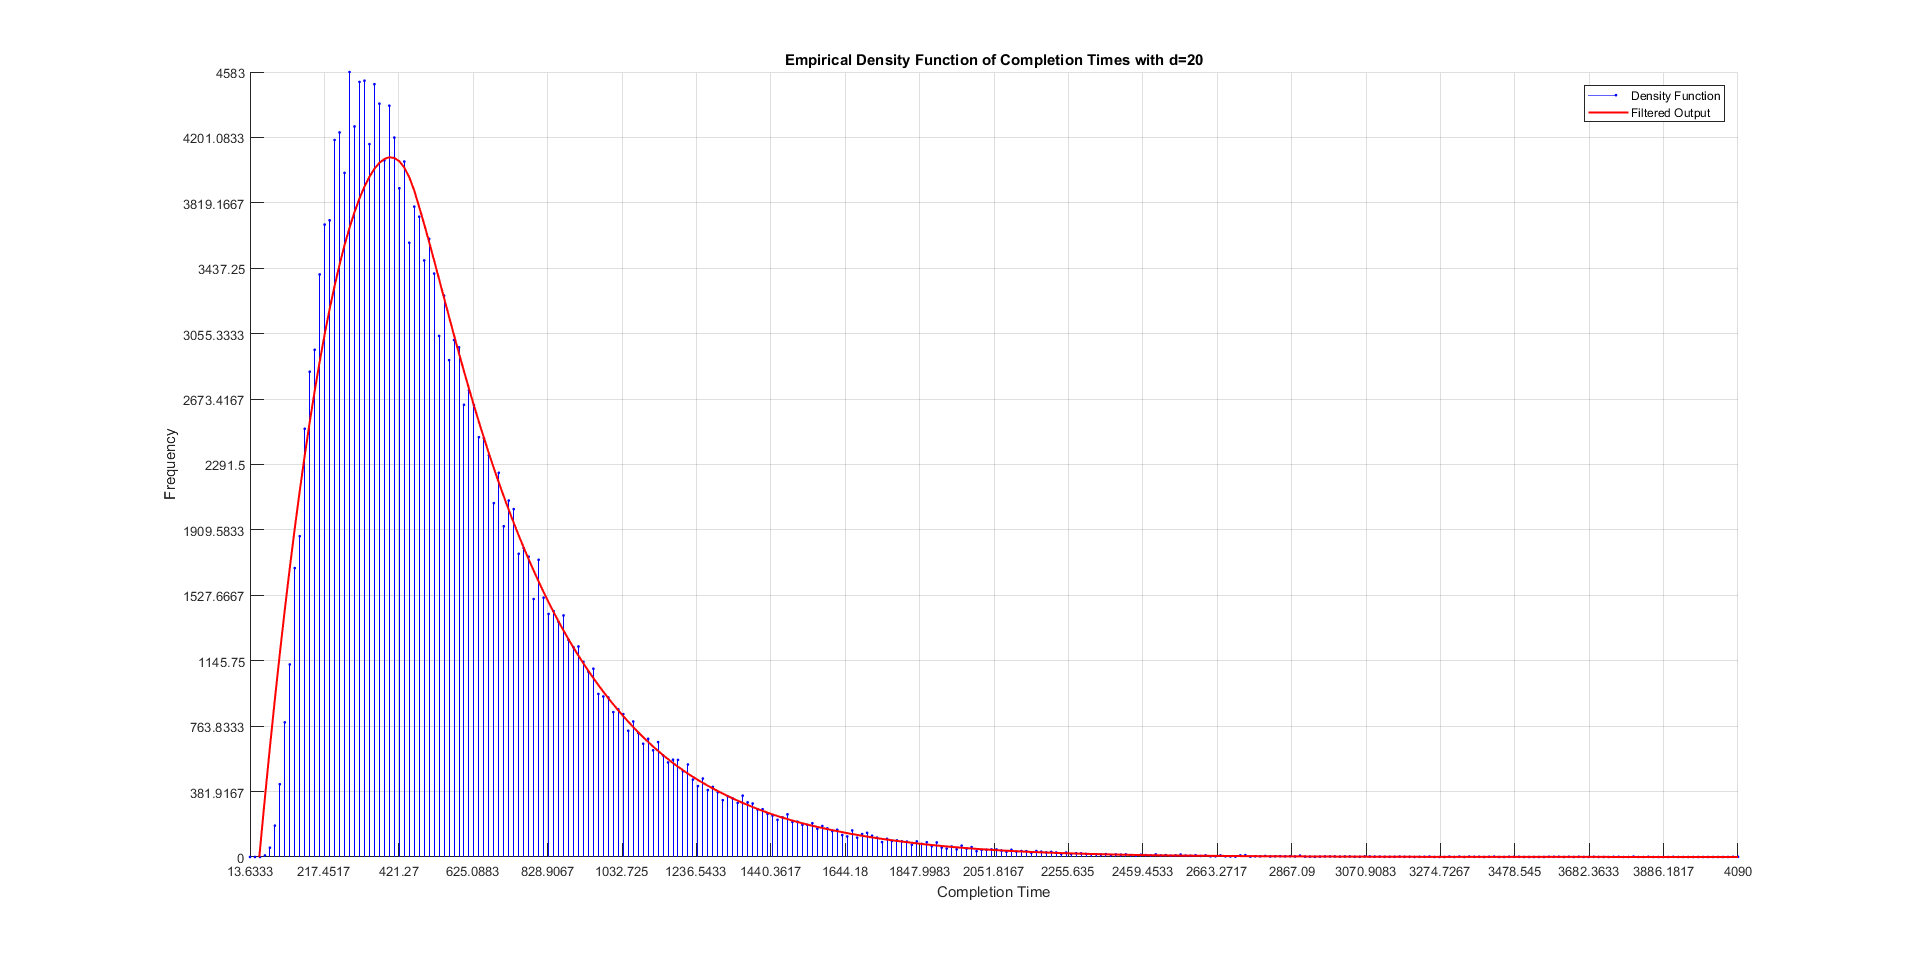 Empirical Density Function of Completion Times with d=20
Density Function
Filtered Output
4583
4201.0833
3819.1667
3437.25
3055.3333
2673.4167
2291.5
1909.5833
1527.6667
1145.75
763.8333
381.9167
0
Frequency
13.6333 217.4517 421.27 625.0883 828.9067 1032.725 1236.5433 1440.3617 1644.18 1847.9983 2051.8167 2255.635 2459.4533 2663.2717 2867.09 3070.9083 3274.7267 3478.545 3682.3633 3886.1817 4090
Completion Time